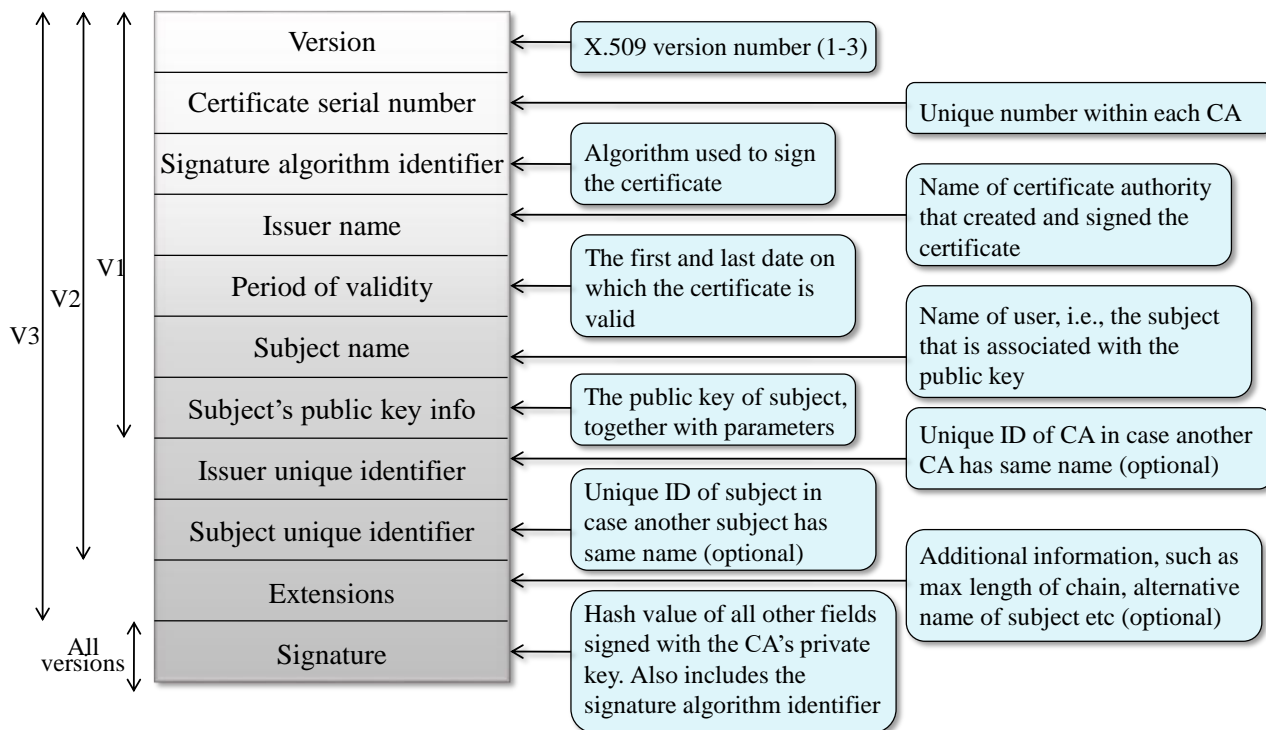 Version
X.509 version number (1-3)
Certificate serial number
Unique number within each CA
Signature algorithm identifier
Algorithm used to sign
the certificate
Issuer name
Name of certificate authority
that created and signed the
certificate
V1
V2
V3
Period of validity
The first and last date on
which the certificate is
valid
Subject name
Name of user, i.e., the subject
that is associated with the
public key
Subject’s public key info
The public key of subject,
together with parameters
Issuer unique identifier
Unique ID of CA in case another
CA has same name (optional)
Subject unique identifier
Unique ID of subject in
case another subject has
same name (optional)
Extensions
Additional information, such as
max length of chain, alternative
name of subject etc (optional)
All
versions
Signature
Hash value of all other fields
signed with the CA’s private
key. Also includes the
signature algorithm identifier